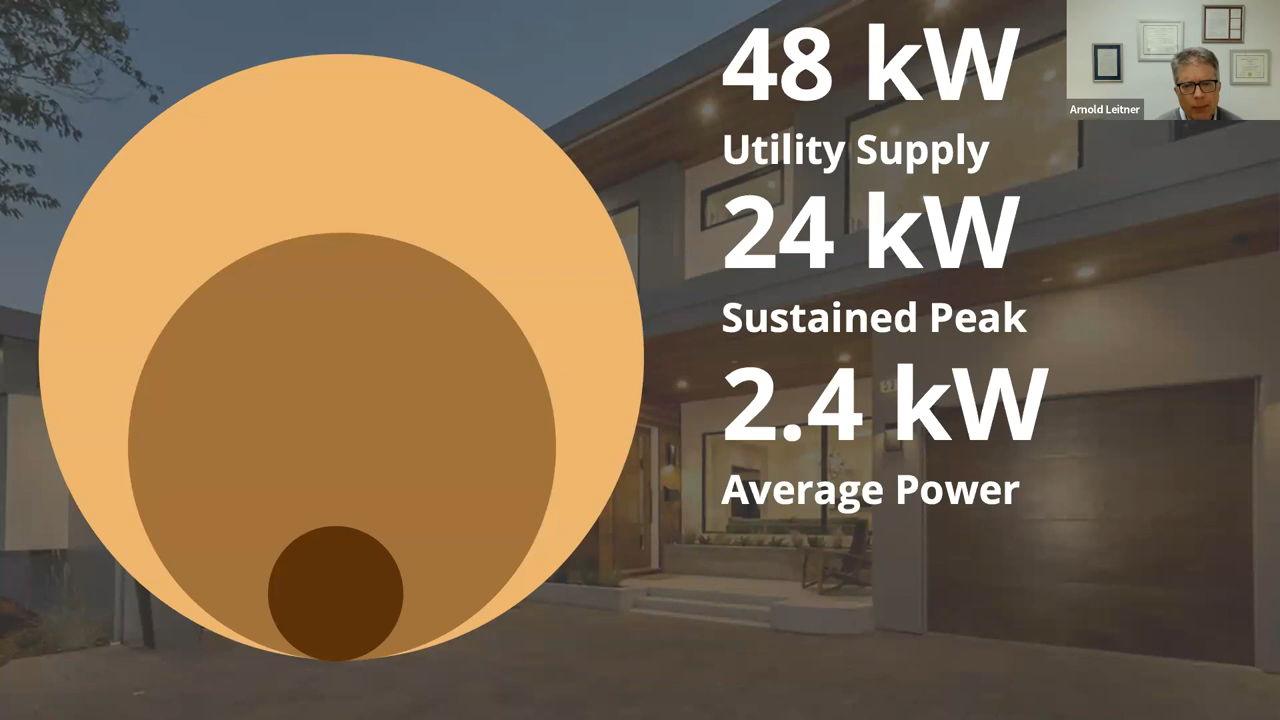 48 kW
Utility Supply
24 kW
Sustained Peak
2.4 kW
Average Power
Arnold Leitner